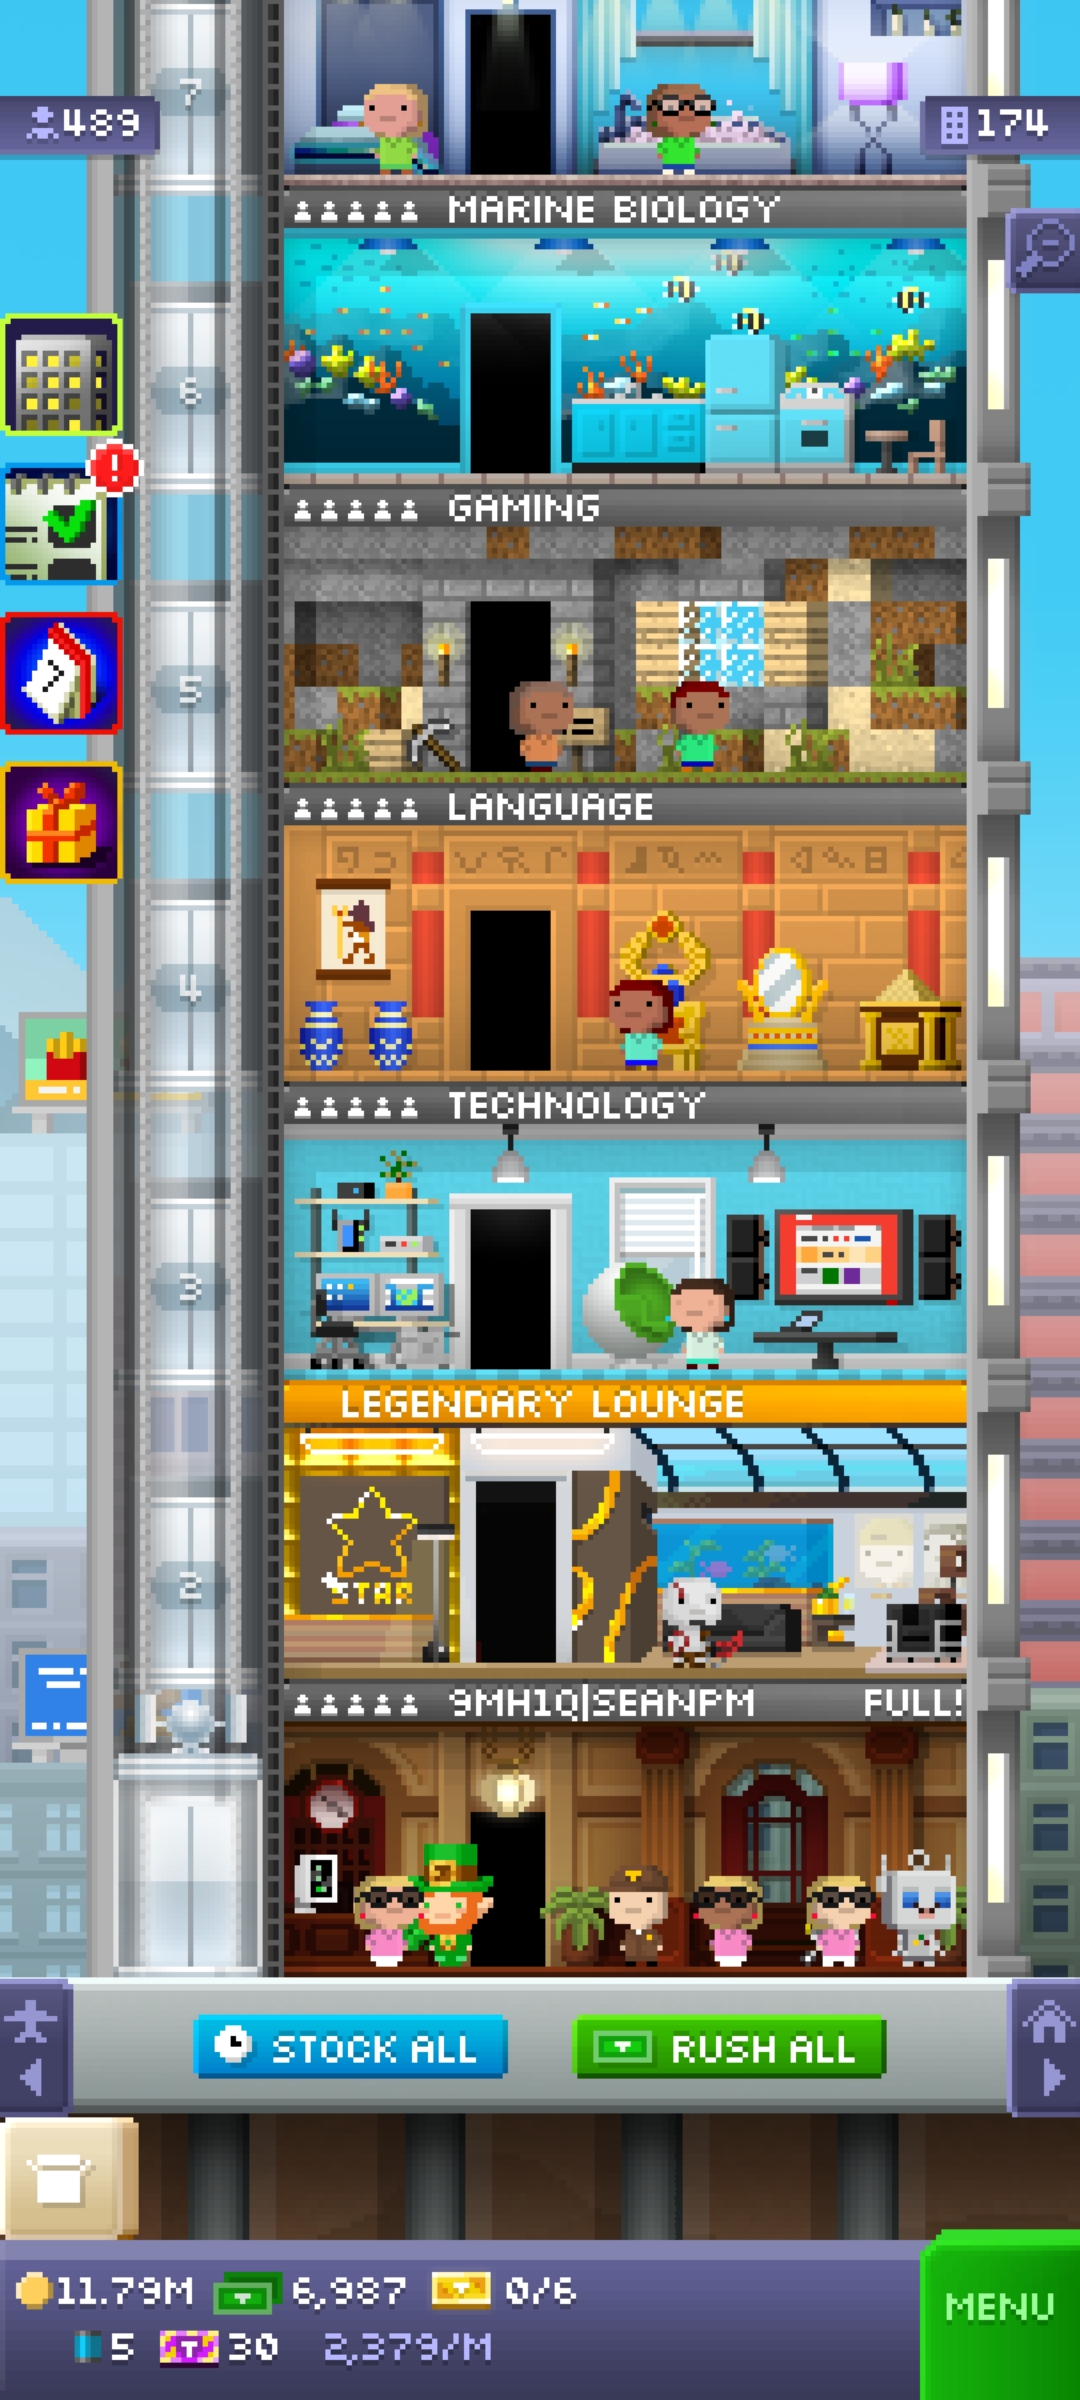 7
489
174
MARINE BIOLOGY
6
GAMING
5
LANGUAGE
4
TECHNOLOGY
3
LEGENDARY LOUNGE
STAR
2
9MH1Q|SEANPM FULL!
STOCK ALL
RUSH ALL
11.79M 6,987 0/6
5 30 2,379/M
MENU